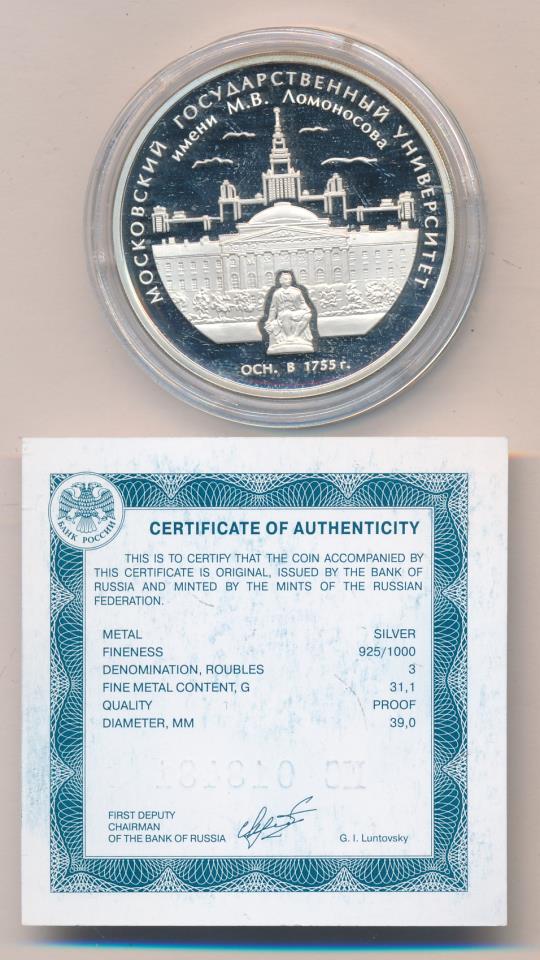 МОСКОВСКИЙ ГОСУДАРСТВЕННЫЙ УНИВЕРСИТЕТ
имени М.В. Ломоносова
ОСН. В 1755 г.
БАНК РОССИИ
CERTIFICATE OF AUTHENTICITY
THIS IS TO CERTIFY THAT THE COIN ACCOMPANIED BY
THIS CERTIFICATE IS ORIGINAL, ISSUED BY THE BANK OF
RUSSIA AND MINTED BY THE MINTS OF THE RUSSIAN
FEDERATION.
METAL SILVER
FINENESS 925/1000
DENOMINATION, ROUBLES 3
FINE METAL CONTENT, G 31,1
QUALITY PROOF
DIAMETER, MM 39,0
FIRST DEPUTY
CHAIRMAN
OF THE BANK OF RUSSIA G. I. Luntovsky